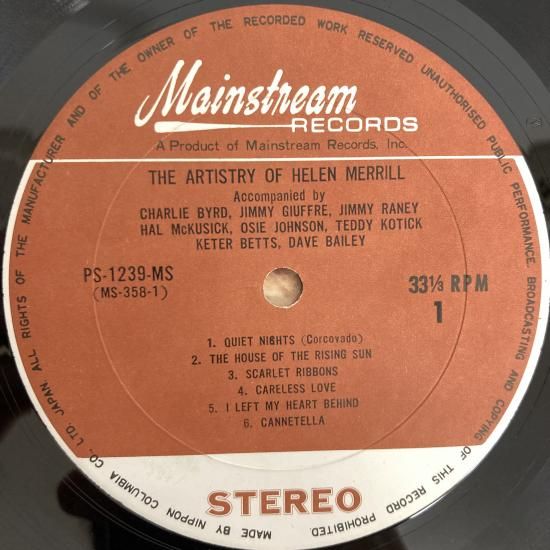 ALL RIGHTS OF THE MANUFACTURER AND OF THE OWNER OF THE RECORDED WORK RESERVED UNAUTHORISED PUBLIC PERFORMANCE. BROADCASTING AND COPYING OF THIS RECORD PROHIBITED.
Mainstream
RECORDS
A Product of Mainstream Records, Inc.
THE ARTISTRY OF HELEN MERRILL
Accompanied by
CHARLIE BYRD, JIMMY GIUFFRE, JIMMY RANEY
HAL McKUSICK, OSIE JOHNSON, TEDDY KOTICK
KETER BETTS, DAVE BAILEY
PS-1239-MS
(MS-358-1)
33⅓ RPM
1
1. QUIET NIGHTS (Corcovado)
2. THE HOUSE OF THE RISING SUN
3. SCARLET RIBBONS
4. CARELESS LOVE
5. I LEFT MY HEART BEHIND
6. CANNETELLA
STEREO
MADE BY NIPPON COLUMBIA CO. LTD. JAPAN